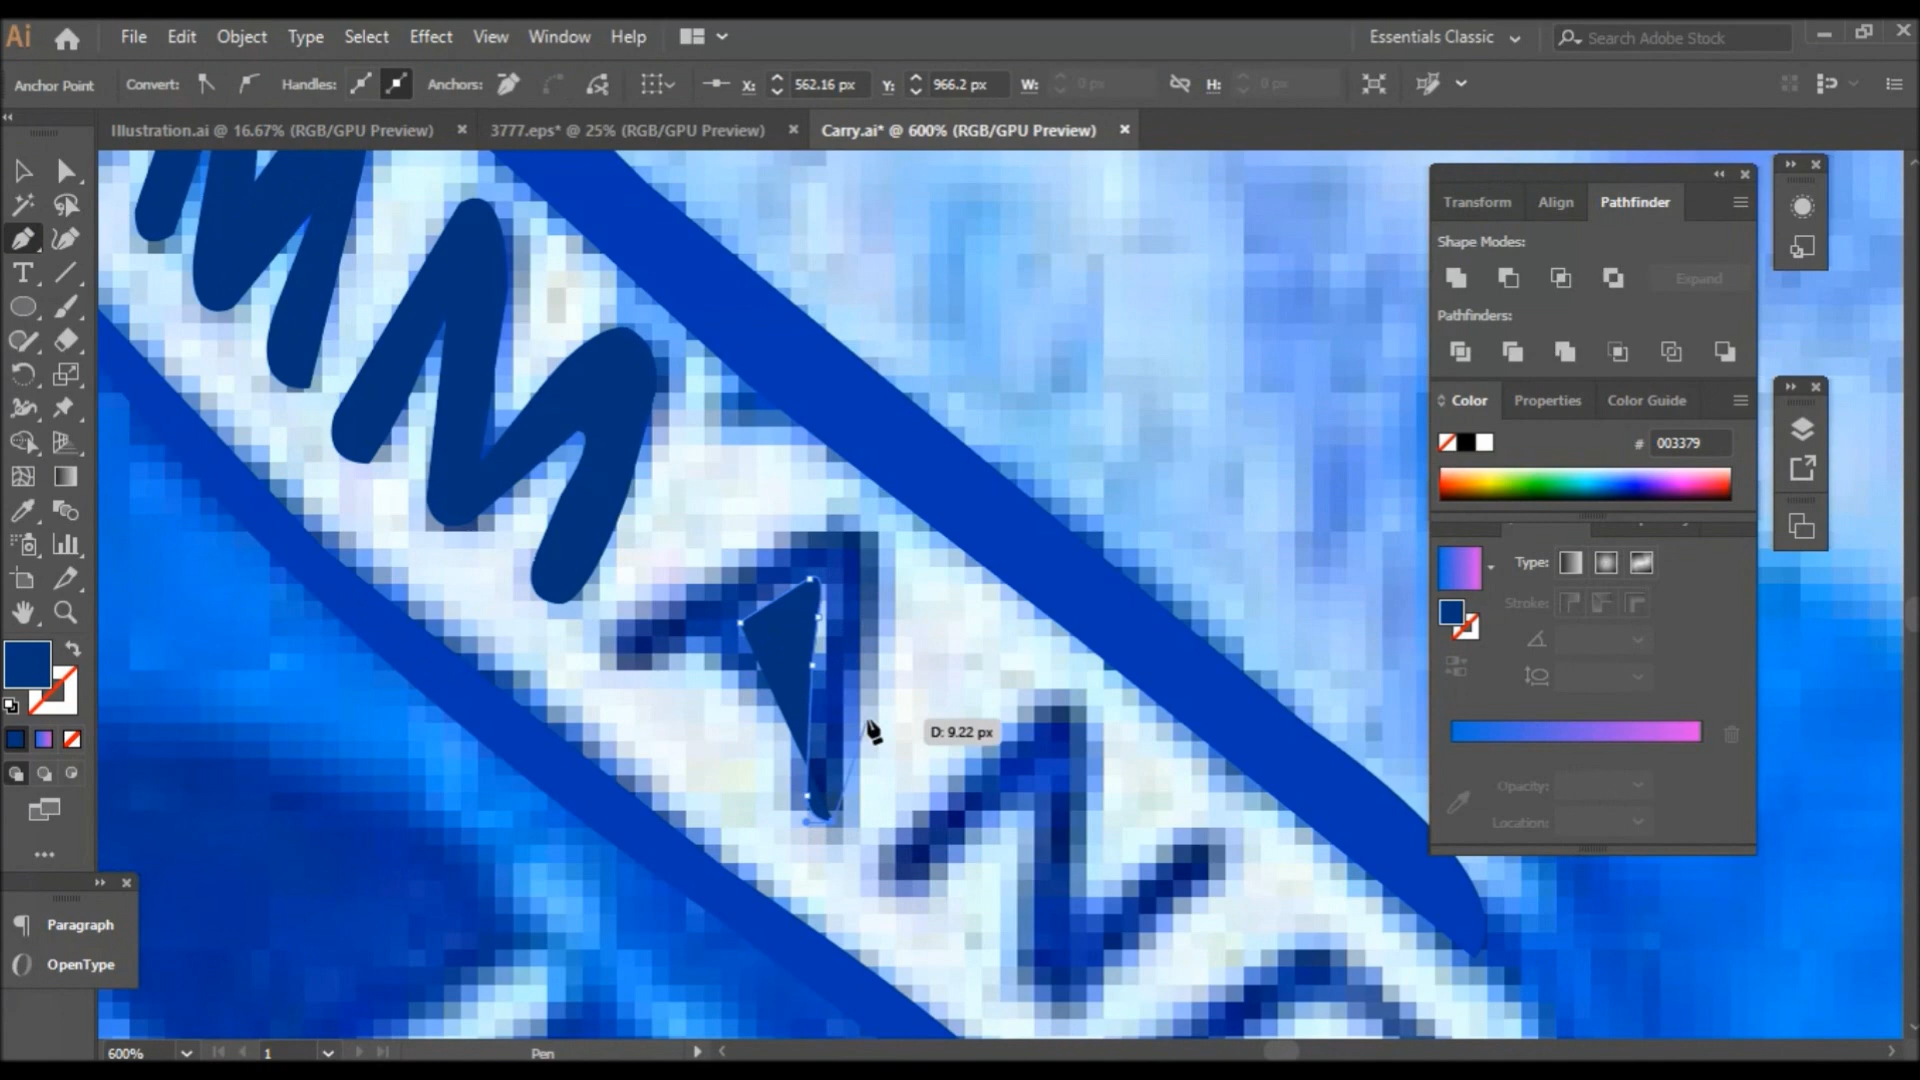 Ai File Edit Object Type Select Effect View Window Help Essentials Classic Search Adobe Stock
Anchor Point Convert: Handles: Anchors: X: 562.16 px Y: 966.2 px W: 0 px H: 0 px
Illustration.ai @ 16.67% (RGB/GPU Preview) 3777.eps* @ 25% (RGB/GPU Preview) Carry.ai* @ 600% (RGB/GPU Preview)
Transform Align Pathfinder
Shape Modes:
Expand
Pathfinders:
Color Properties Color Guide
# 003379
Type:
Stroke:
D: 9.22 px
Opacity:
Location:
Paragraph
OpenType
600% 1 Pen